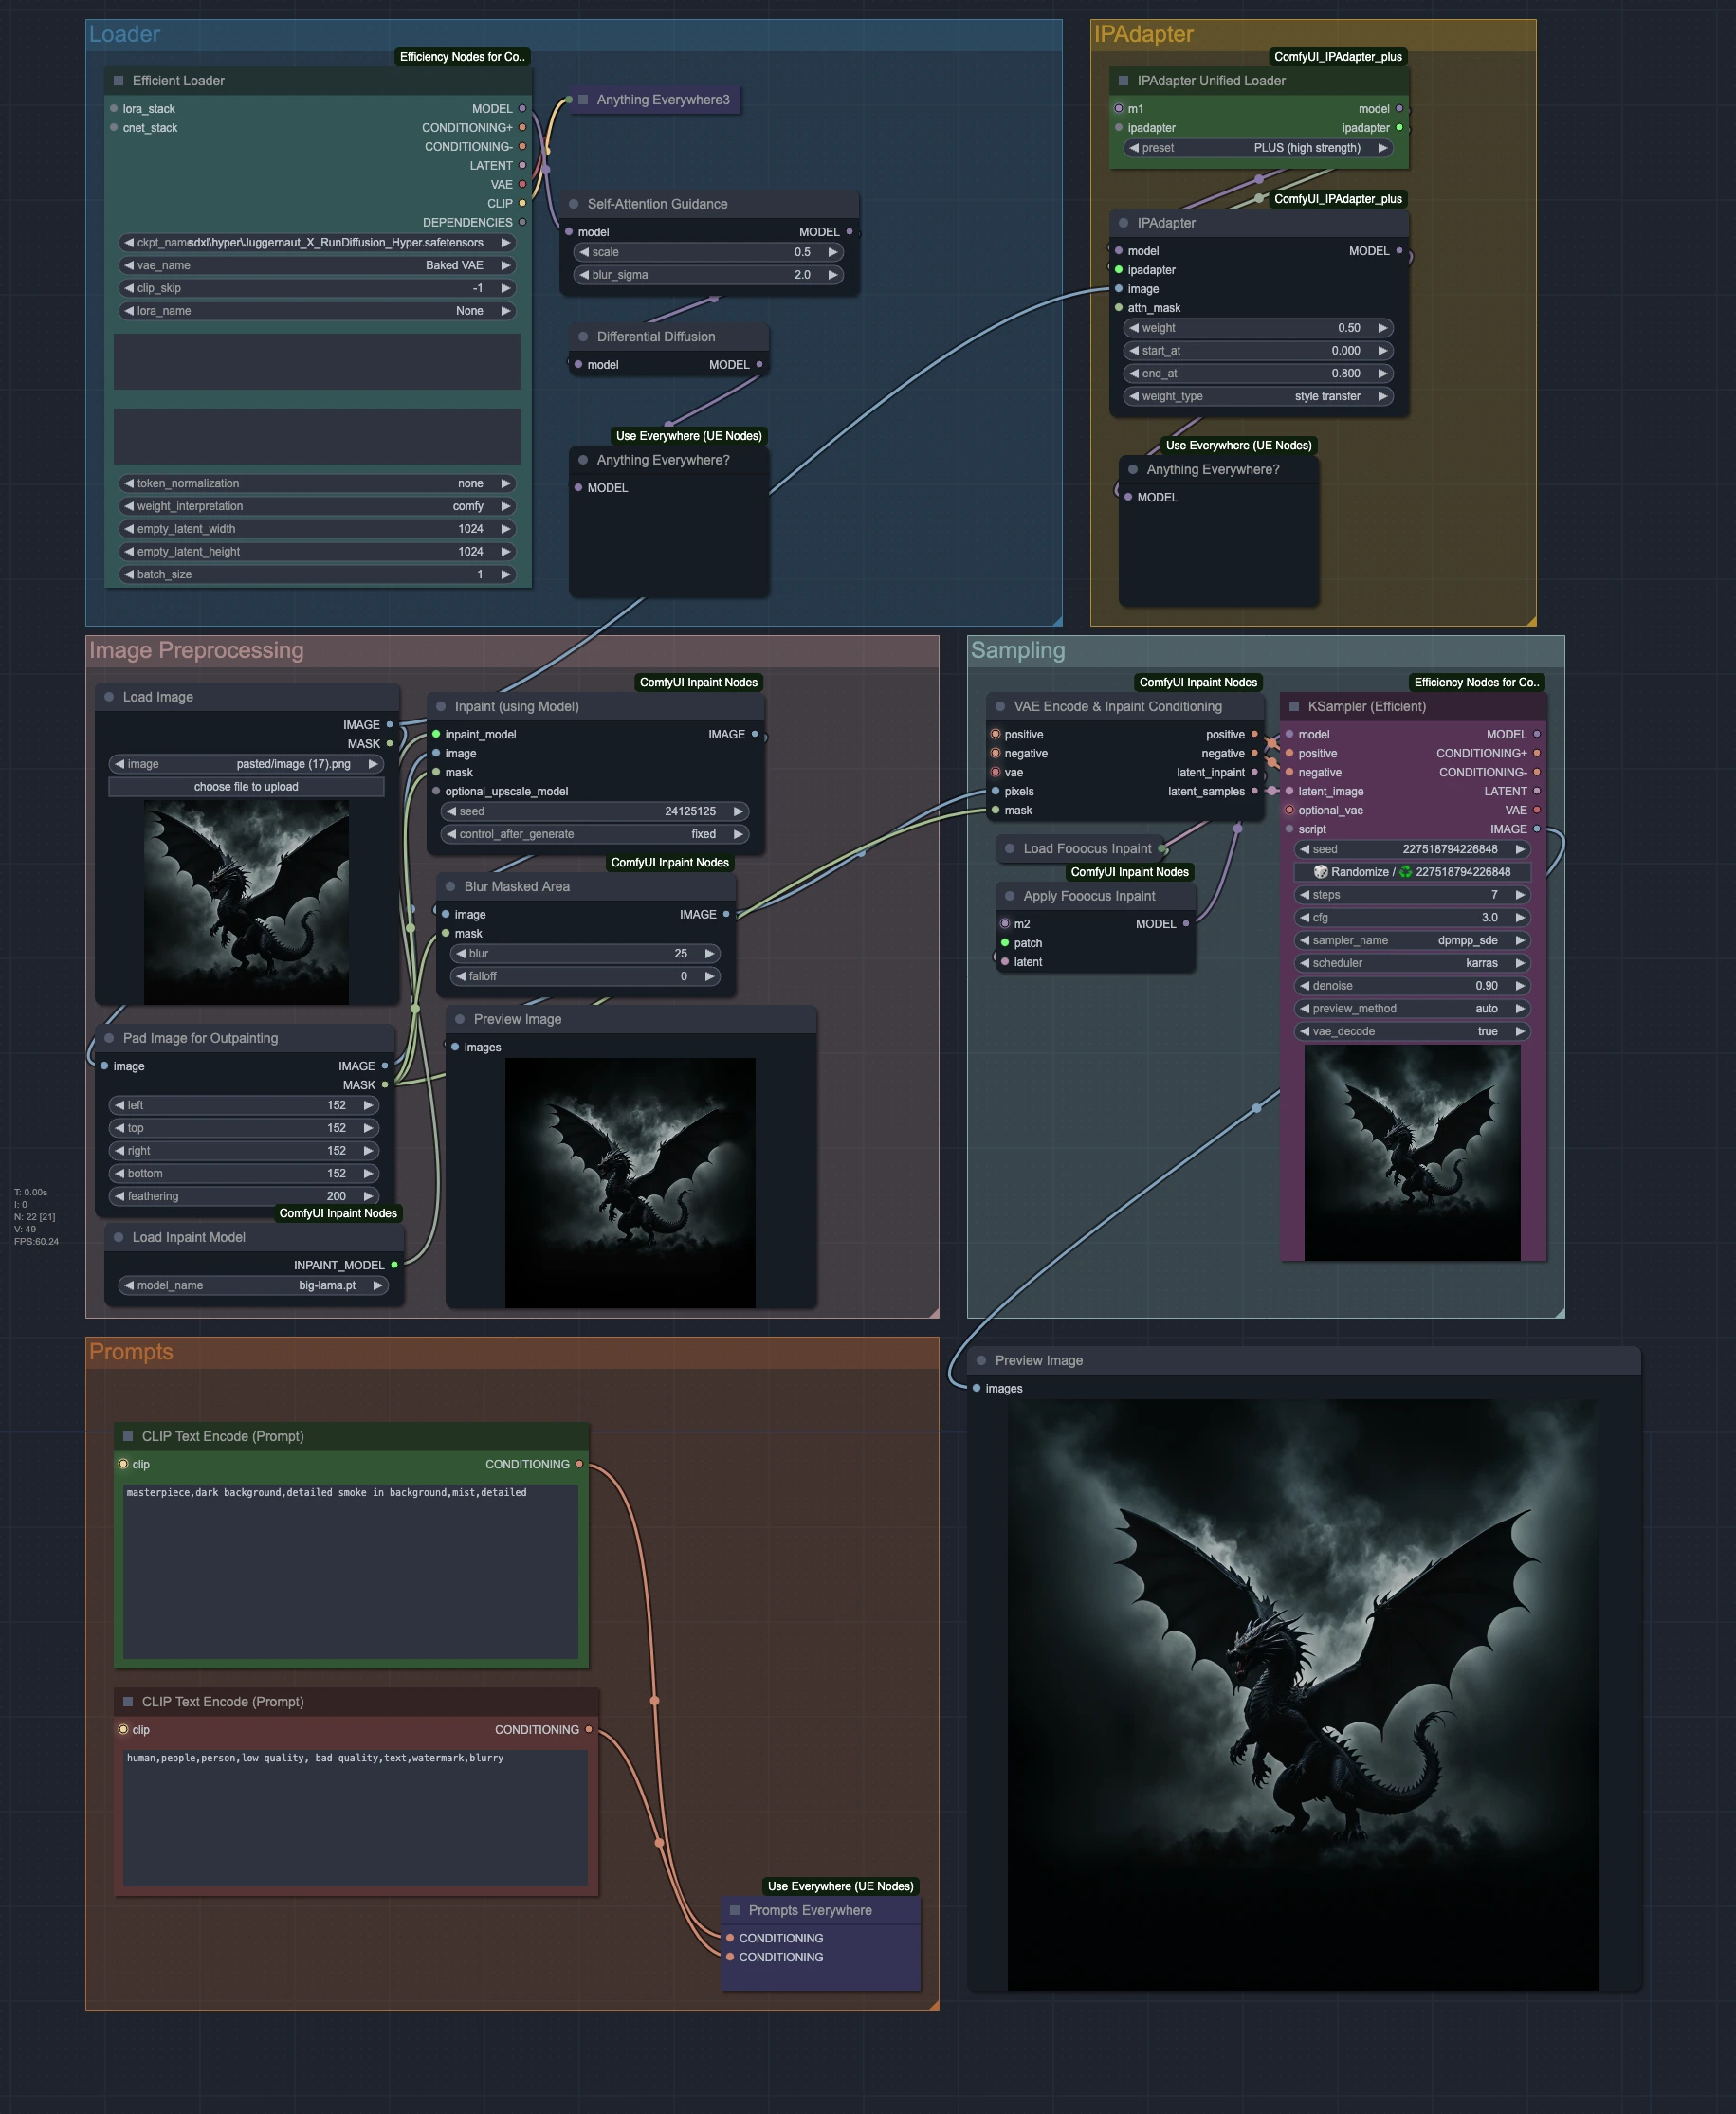 Loader
Efficiency Nodes for Co..
Efficient Loader
lora_stack
MODEL
cnet_stack
CONDITIONING+
CONDITIONING-
LATENT
VAE
CLIP
DEPENDENCIES
ckpt_name sdxl\hyper\Juggernaut_X_RunDiffusion_Hyper.safetensors
vae_name Baked VAE
clip_skip -1
lora_name None
token_normalization none
weight_interpretation comfy
empty_latent_width 1024
empty_latent_height 1024
batch_size 1
Anything Everywhere3
Self-Attention Guidance
model MODEL
scale 0.5
blur_sigma 2.0
Differential Diffusion
model MODEL
Use Everywhere (UE Nodes)
Anything Everywhere?
MODEL
IPAdapter
ComfyUI_IPAdapter_plus
IPAdapter Unified Loader
m1 model
ipadapter ipadapter
preset PLUS (high strength)
ComfyUI_IPAdapter_plus
IPAdapter
model MODEL
ipadapter
image
attn_mask
weight 0.50
start_at 0.000
end_at 0.800
weight_type style transfer
Use Everywhere (UE Nodes)
Anything Everywhere?
MODEL
Image Preprocessing
Load Image
IMAGE
MASK
image pasted/image (17).png
choose file to upload
ComfyUI Inpaint Nodes
Inpaint (using Model)
inpaint_model IMAGE
image
mask
optional_upscale_model
seed 24125125
control_after_generate fixed
ComfyUI Inpaint Nodes
Blur Masked Area
image IMAGE
mask
blur 25
falloff 0
Pad Image for Outpainting
image IMAGE
MASK
left 152
top 152
right 152
bottom 152
feathering 200
Preview Image
images
ComfyUI Inpaint Nodes
Load Inpaint Model
INPAINT_MODEL
model_name big-lama.pt
T: 0.00s
I: 0
N: 22 [21]
V: 49
FPS:60.24
Sampling
ComfyUI Inpaint Nodes
VAE Encode & Inpaint Conditioning
positive positive
negative negative
vae latent_inpaint
pixels latent_samples
mask
Load Fooocus Inpaint
ComfyUI Inpaint Nodes
Apply Fooocus Inpaint
m2 MODEL
patch
latent
Efficiency Nodes for Co..
KSampler (Efficient)
model MODEL
positive CONDITIONING+
negative CONDITIONING-
latent_image LATENT
optional_vae VAE
script IMAGE
seed 227518794226848
🎲 Randomize / ♻️ 227518794226848
steps 7
cfg 3.0
sampler_name dpmpp_sde
scheduler karras
denoise 0.90
preview_method auto
vae_decode true
Prompts
CLIP Text Encode (Prompt)
clip CONDITIONING
masterpiece,dark background,detailed smoke in background,mist,detailed
CLIP Text Encode (Prompt)
clip CONDITIONING
human,people,person,low quality, bad quality,text,watermark,blurry
Use Everywhere (UE Nodes)
Prompts Everywhere
CONDITIONING
CONDITIONING
Preview Image
images